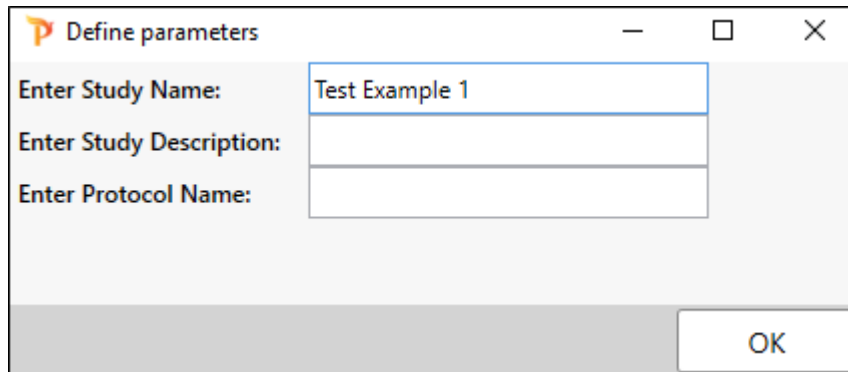 Define parameters
Enter Study Name: Test Example 1
Enter Study Description:
Enter Protocol Name:
OK